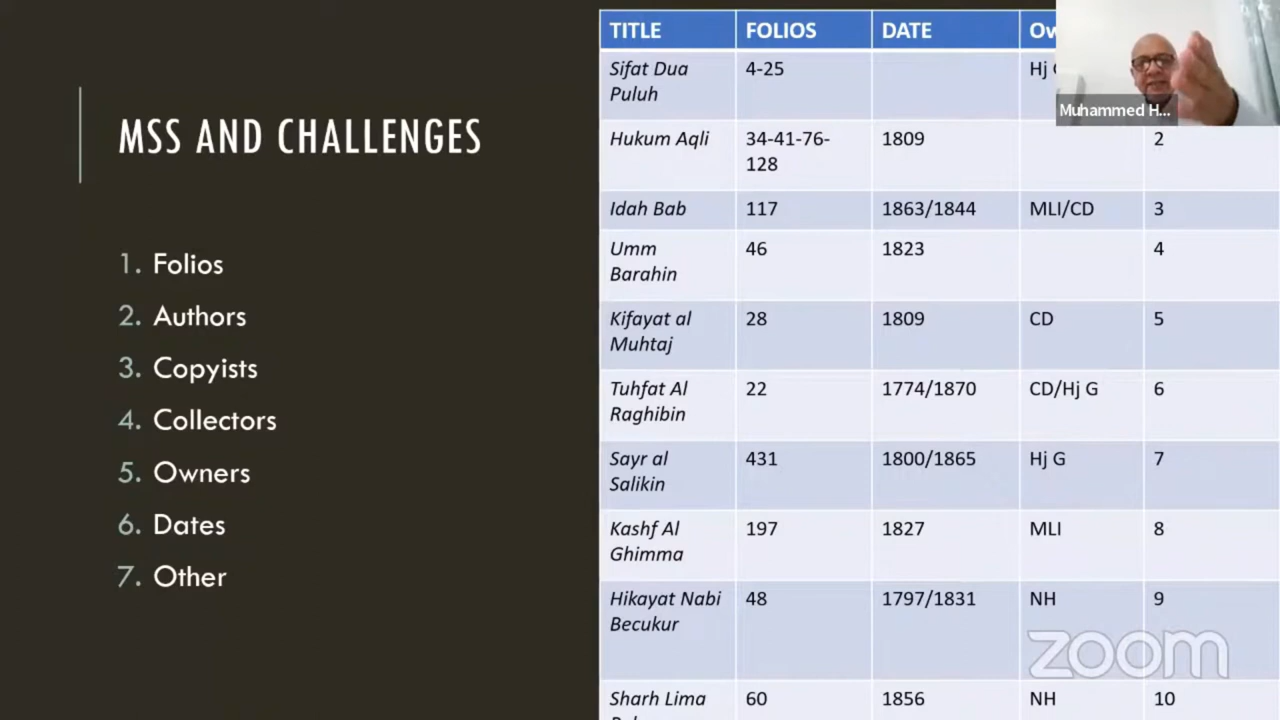 MSS AND CHALLENGES
1. Folios
2. Authors
3. Copyists
4. Collectors
5. Owners
6. Dates
7. Other
TITLE FOLIOS DATE
Sifat Dua 4-25 Hj
Puluh
Hukum Aqli 34-41-76- 1809 2
128
Idah Bab 117 1863/1844 MLI/CD 3
Umm 46 1823 4
Barahin
Kifayat al 28 1809 CD 5
Muhtaj
Tuhfat Al 22 1774/1870 CD/Hj G 6
Raghibin
Sayr al 431 1800/1865 Hj G 7
Salikin
Kashf Al 197 1827 MLI 8
Ghimma
Hikayat Nabi 48 1797/1831 NH 9
Becukur
Sharh Lima 60 1856 NH 10
Muhammed H...
zoom